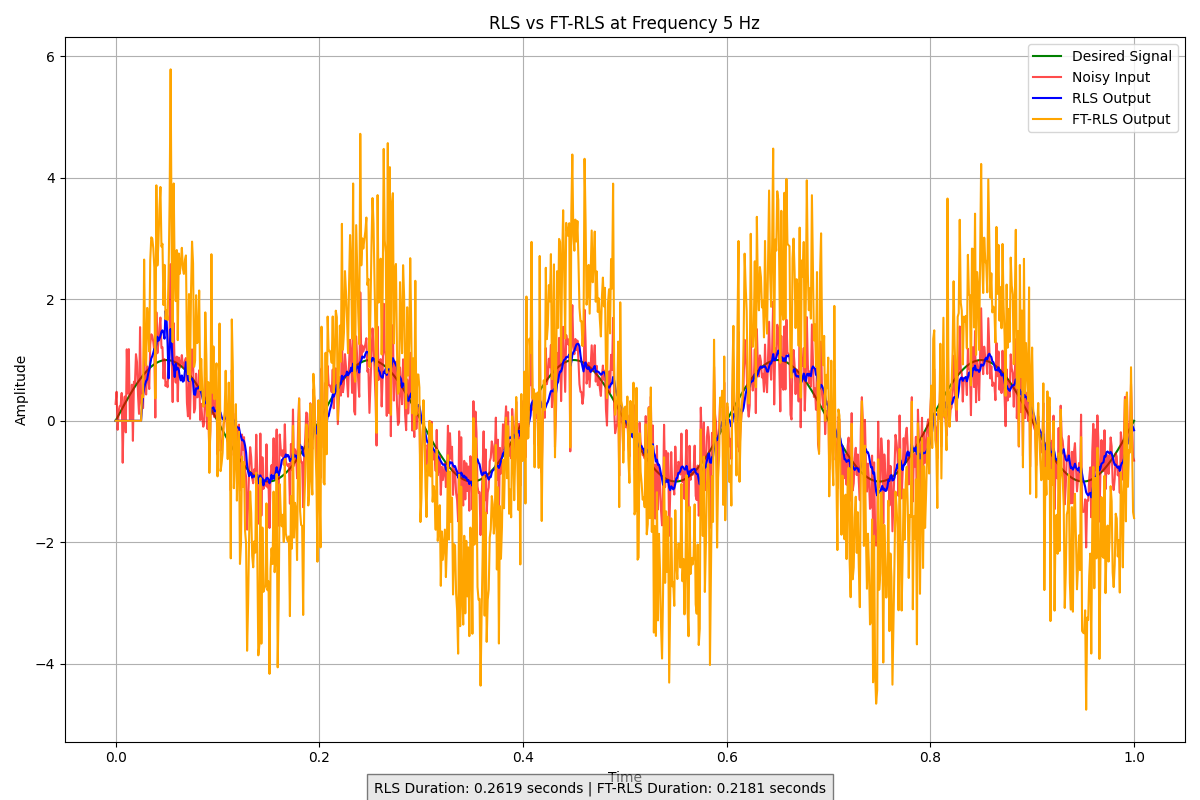 RLS vs FT-RLS at Frequency 5 Hz
Desired Signal
Noisy Input
RLS Output
FT-RLS Output
6
4
2
0
−2
−4
Amplitude
0.0 0.2 0.4 0.6 0.8 1.0
Time
RLS Duration: 0.2619 seconds | FT-RLS Duration: 0.2181 seconds